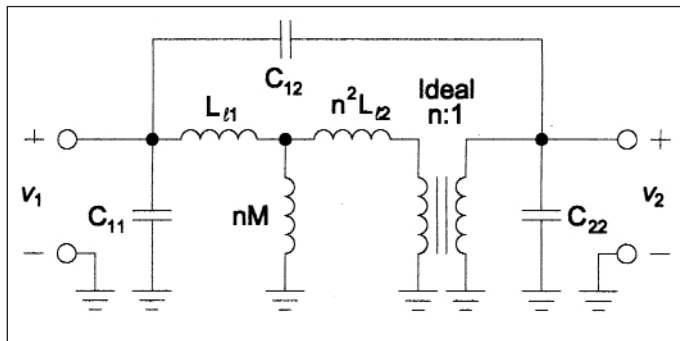 C₁₂
Ideal
n:1
Lℓ₁
n²Lℓ₂
+
+
v₁
C₁₁
nM
C₂₂
v₂
−
−